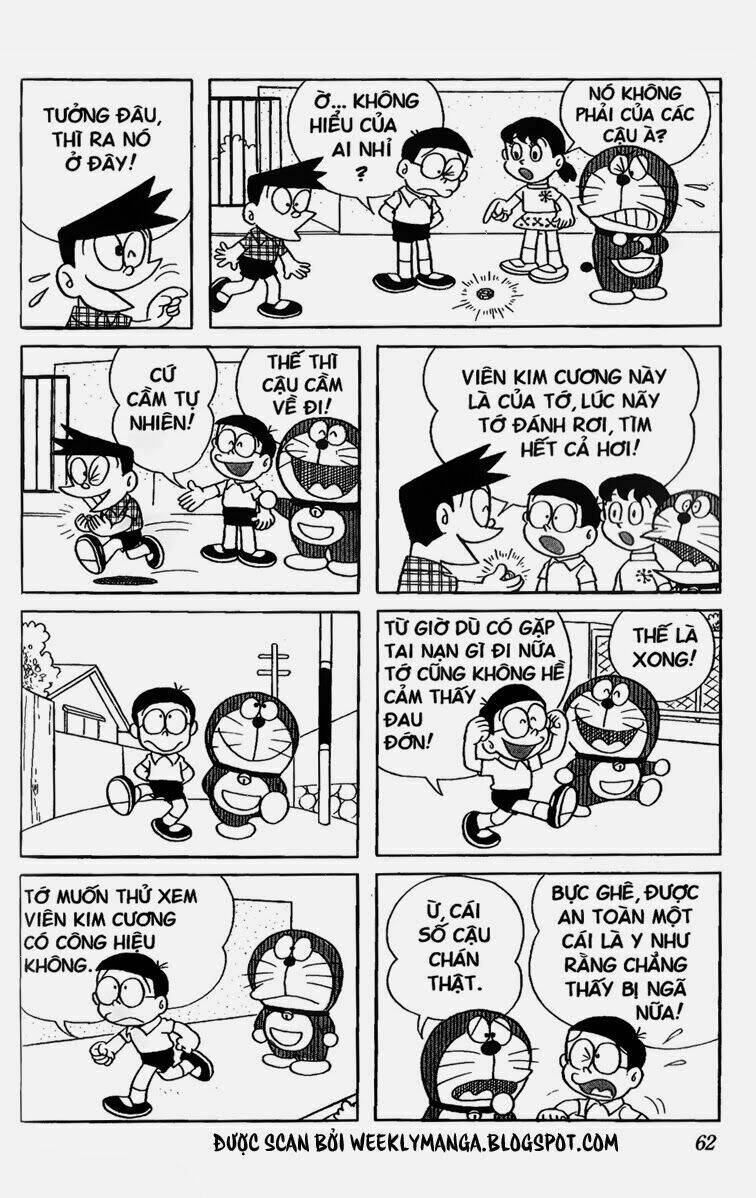 NÓ KHÔNG
PHẢI CỦA CÁC
CẬU À?
Ờ... KHÔNG
HIỂU CỦA
AI NHỈ
?
TƯỞNG ĐÂU,
THÌ RA NÓ
Ở ĐÂY!
VIÊN KIM CƯƠNG NÀY
LÀ CỦA TỚ, LÚC NÃY
TỚ ĐÁNH RƠI, TÌM
HẾT CẢ HƠI!
THẾ THÌ
CẬU CẦM
VỀ ĐI!
CỨ
CẦM TỰ
NHIÊN!
THẾ LÀ
XONG!
TỪ GIỜ DÙ CÓ GẶP
TAI NẠN GÌ ĐI NỮA
TỚ CŨNG KHÔNG HỀ
CẢM THẤY
ĐAU
ĐỚN!
BỰC GHÊ, ĐƯỢC
AN TOÀN MỘT
CÁI LÀ Y NHƯ
RẰNG CHẲNG
THẤY BỊ NGÃ
NỮA!
Ừ, CÁI
SỐ CẬU
CHÁN
THẬT.
TỚ MUỐN THỬ XEM
VIÊN KIM CƯƠNG
CÓ CÔNG HIỆU
KHÔNG..
ĐƯỢC SCAN BỞI WEEKLYMANGA.BLOGSPOT.COM
62